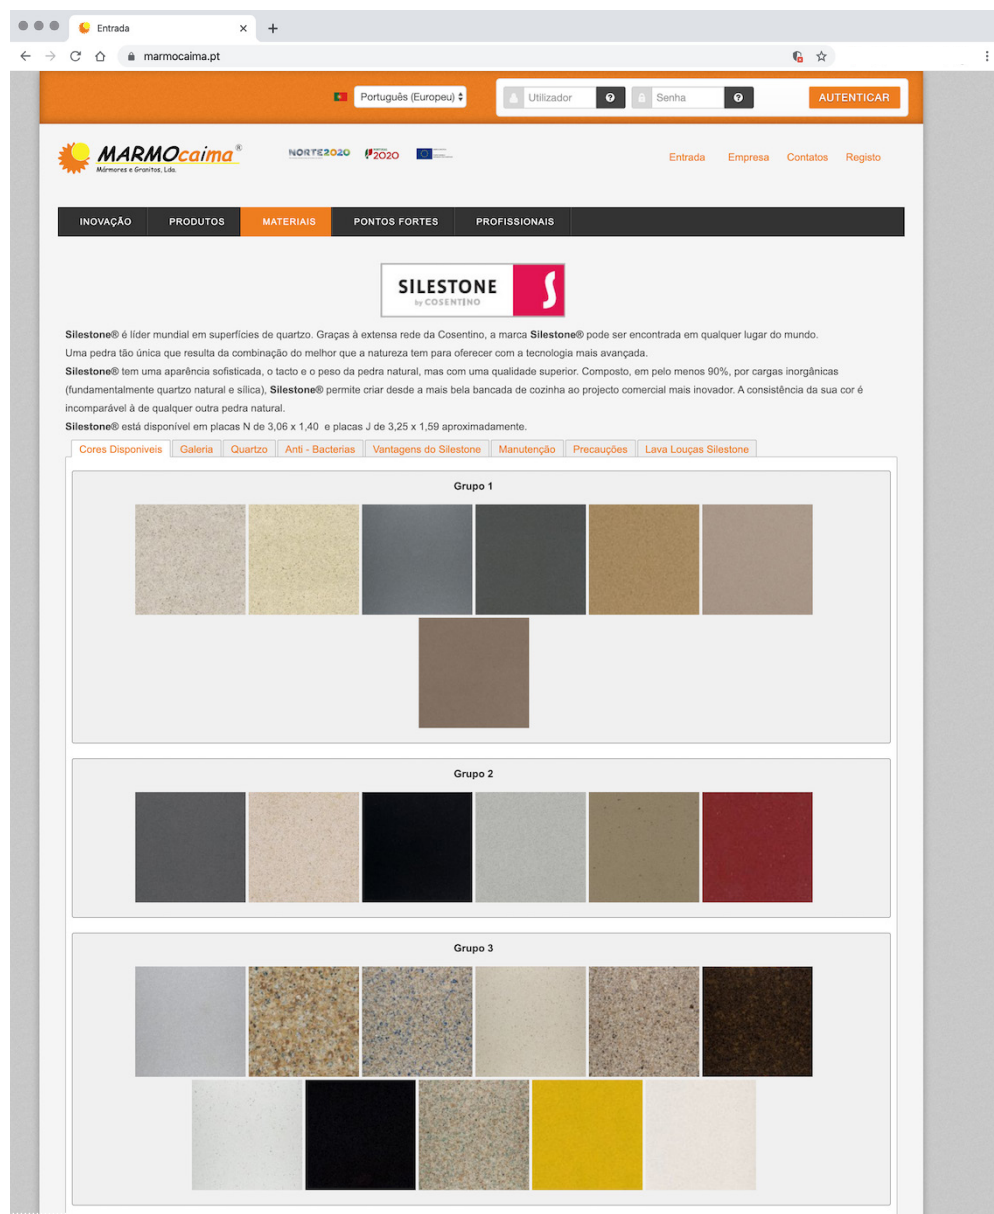 Entrada
marmocaima.pt
Português (Europeu)
Utilizador
Senha
AUTENTICAR
MARMOcaima®
Mármores e Granitos, Lda.
NORTE2020
2020
Entrada Empresa Contatos Registo
INOVAÇÃO PRODUTOS MATERIAIS PONTOS FORTES PROFISSIONAIS
SILESTONE
by COSENTINO
Silestone® é líder mundial em superfícies de quartzo. Graças à extensa rede da Cosentino, a marca Silestone® pode ser encontrada em qualquer lugar do mundo.
Uma pedra tão única que resulta da combinação do melhor que a natureza tem para oferecer com a tecnologia mais avançada.
Silestone® tem uma aparência sofisticada, o tacto e o peso da pedra natural, mas com uma qualidade superior. Composto, em pelo menos 90%, por cargas inorgânicas
(fundamentalmente quartzo natural e sílica), Silestone® permite criar desde a mais bela bancada de cozinha ao projecto comercial mais inovador. A consistência da sua cor é
incomparável à de qualquer outra pedra natural.
Silestone® está disponível em placas N de 3,06 x 1,40 e placas J de 3,25 x 1,59 aproximadamente.
Cores Disponiveis Galeria Quartzo Anti - Bacterias Vantagens do Silestone Manutenção Precauções Lava Louças Silestone
Grupo 1
Grupo 2
Grupo 3